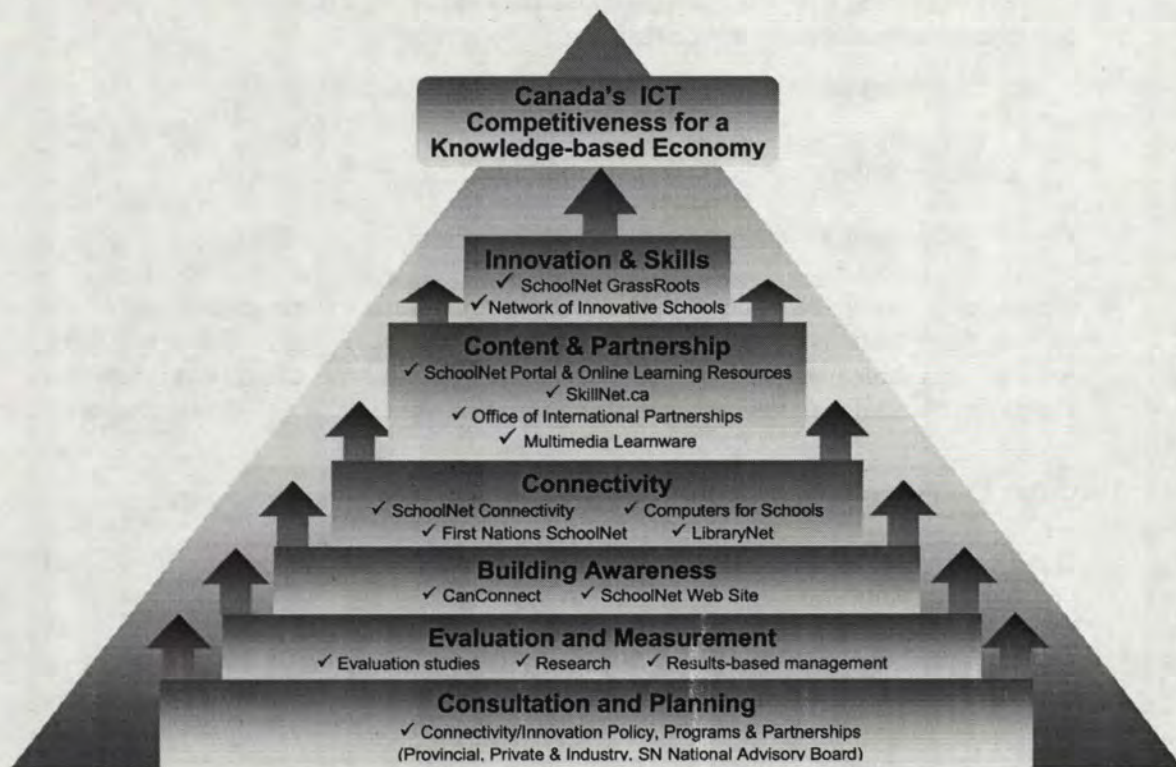 Canada's ICT
Competitiveness for a
Knowledge-based Economy
Innovation & Skills
✓ SchoolNet GrassRoots
✓ Network of Innovative Schools
Content & Partnership
✓ SchoolNet Portal & Online Learning Resources
✓ SkillNet.ca
✓ Office of International Partnerships
✓ Multimedia Learnware
Connectivity
✓ SchoolNet Connectivity ✓ Computers for Schools
✓ First Nations SchoolNet ✓ LibraryNet
Building Awareness
✓ CanConnect ✓ SchoolNet Web Site
Evaluation and Measurement
✓ Evaluation studies ✓ Research ✓ Results-based management
Consultation and Planning
✓ Connectivity/Innovation Policy, Programs & Partnerships
(Provincial, Private & Industry, SN National Advisory Board)